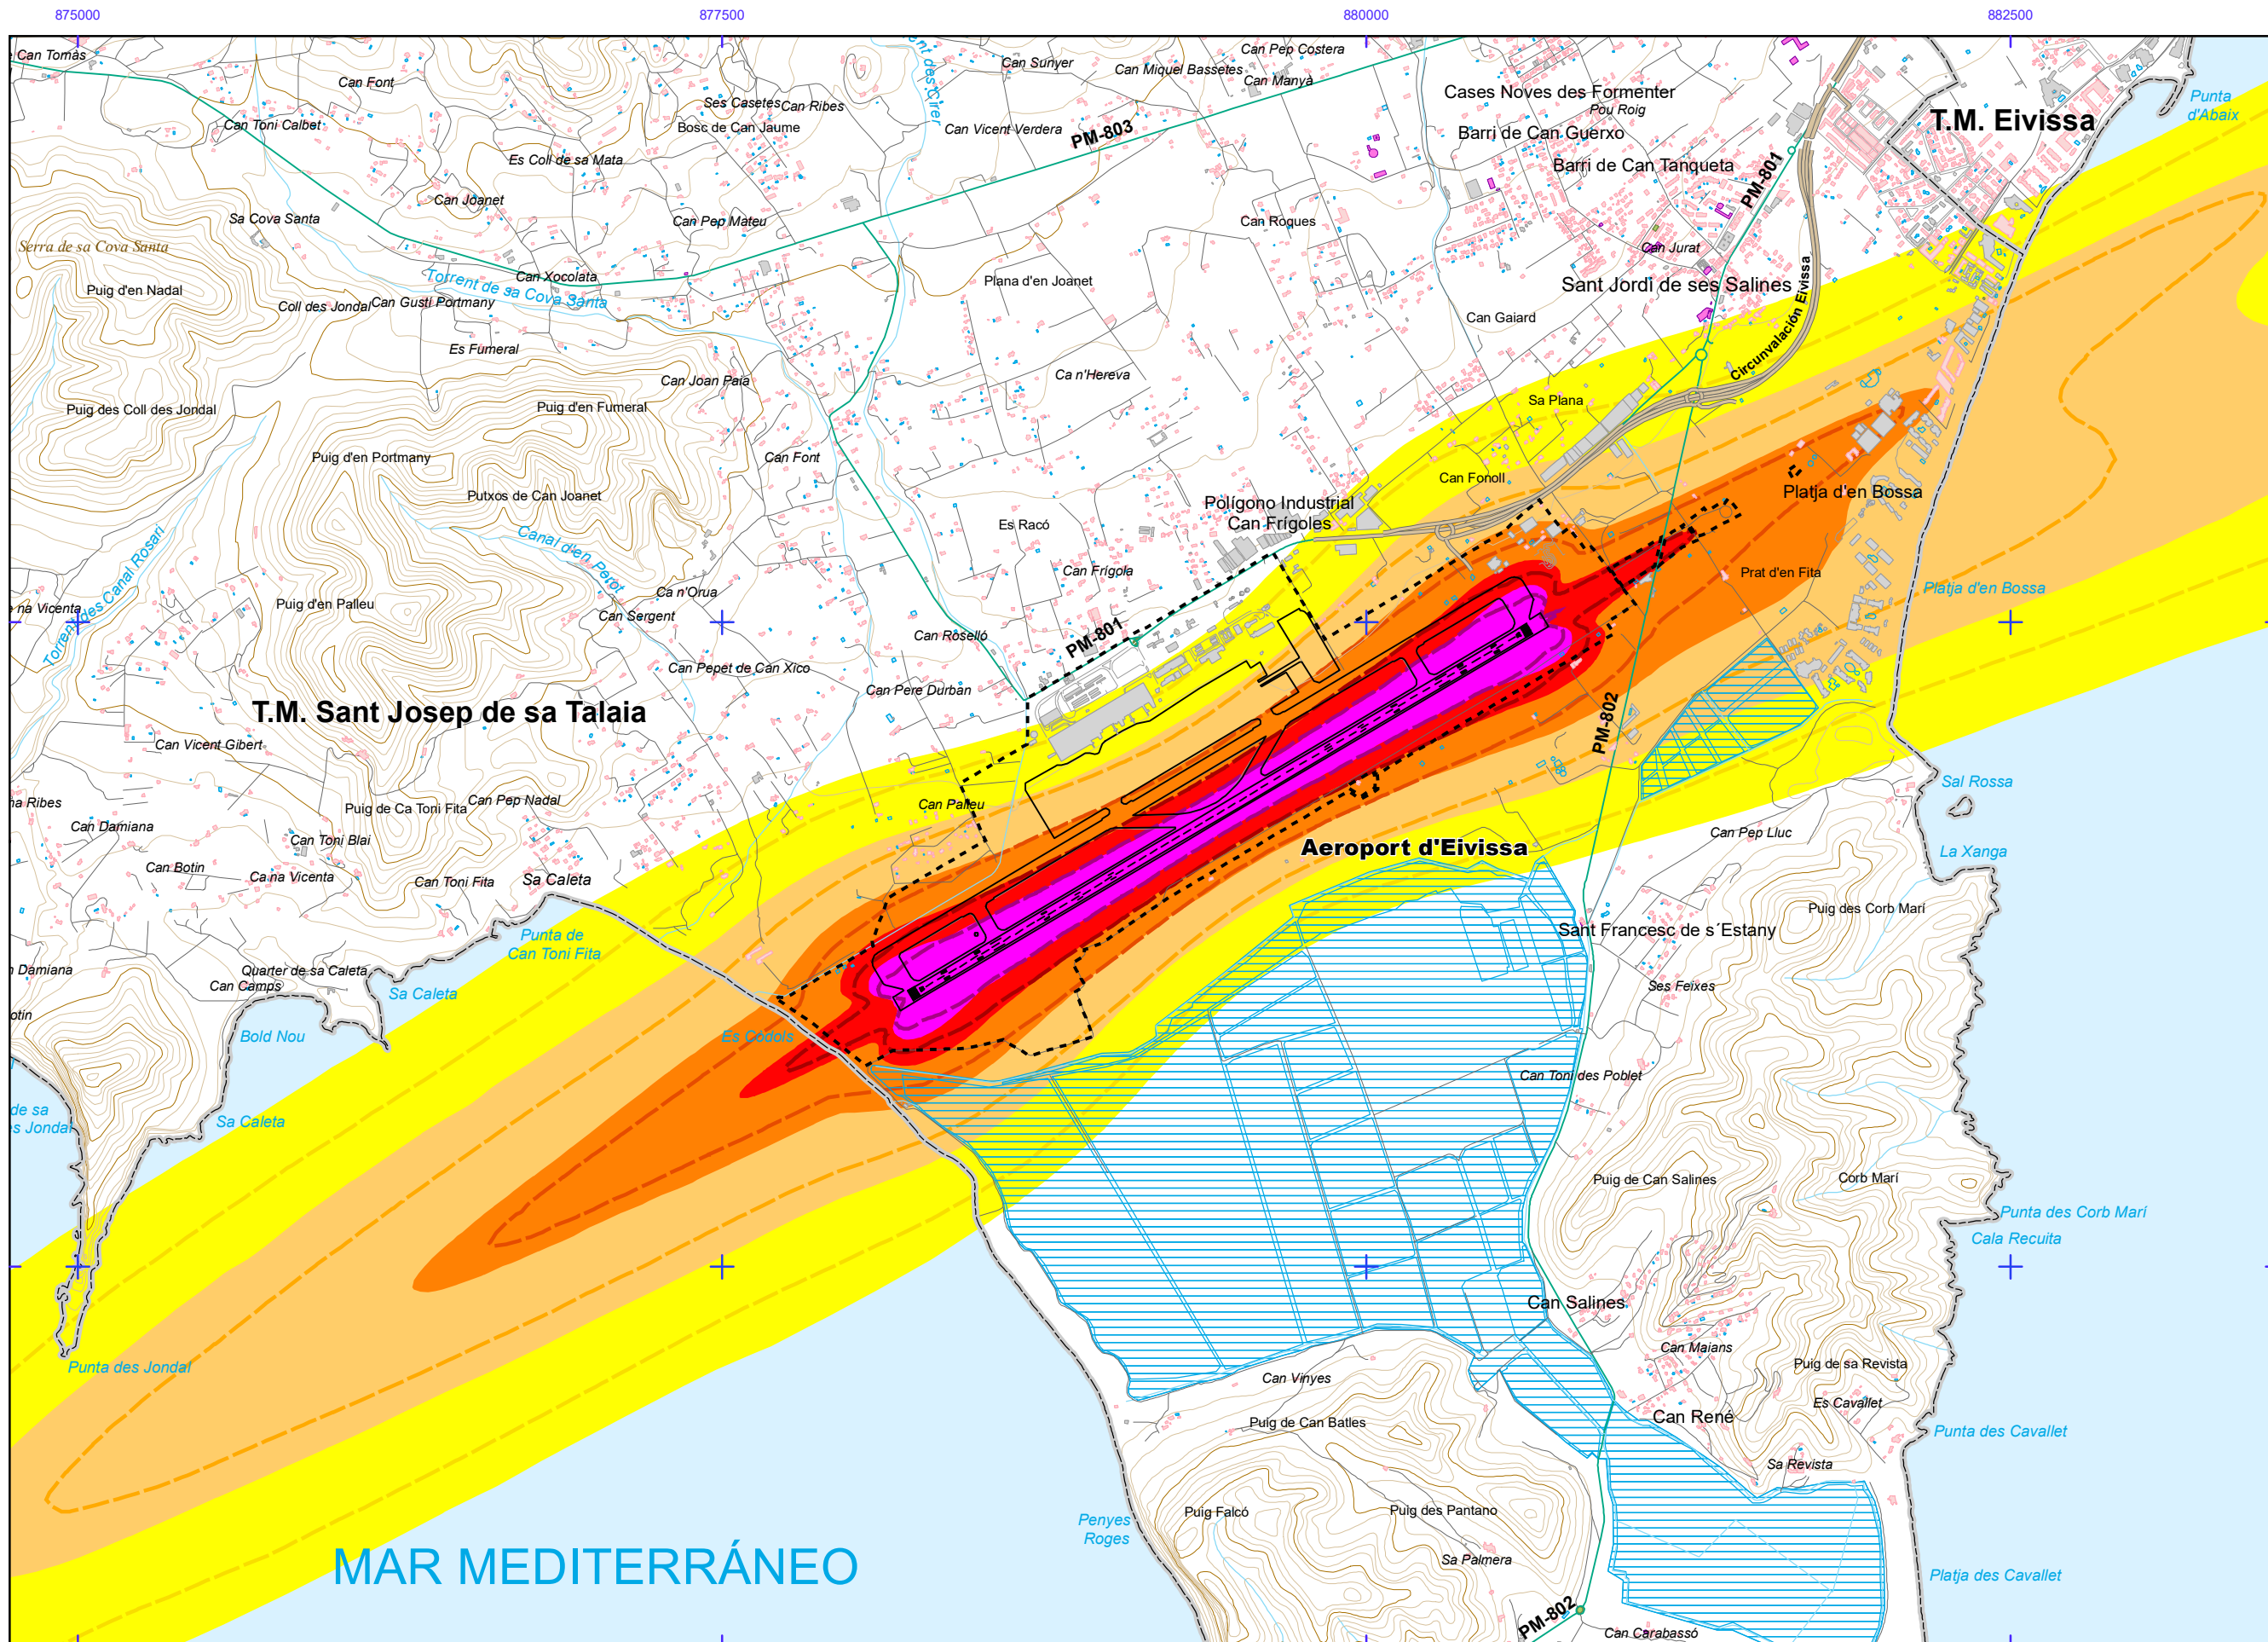 875000
877500
880000
882500
Can Tomàs
Can Font
Can Toni Calbet
Ses Casetes
Can Ribes
Bosc de Can Jaume
Es Coll de sa Mata
Can Joanet
Can Pep Mateu
Sa Cova Santa
Serra de sa Cova Santa
Puig d'en Nadal
Coll des Jondal
Can Gusti Portmany
Can Xocolata
Torrent de sa Cova Santa
Es Fumeral
Can Sunyer
Can Miquel Bassetes
Can Pep Costera
Can Manyà
Can Vicent Verdera
PM-803
Cases Noves des Formenter
Pou Roig
Barri de Can Guerxo
Barri de Can Tanqueta
PM-801
T.M. Eivissa
Punta
d'Abaix
Can Roques
Can Jurat
Plana d'en Joanet
Sant Jordi de ses Salines
Can Gaiard
Circunvalación Eivissa
Can Joan Paia
Ca n'Hereva
Sa Plana
Puig des Coll des Jondal
Puig d'en Fumeral
Puig d'en Portmany
Can Font
Putxos de Can Joanet
Can Fonoll
Platja d'en Bossa
Polígono Industrial
Can Frígoles
Es Racó
Canal d'en Perot
Torrent des Canal Rosari
Can Frígola
Prat d'en Fita
Platja d'en Bossa
Ca n'Orua
Can Sergent
Puig d'en Palleu
na Vicenta
Can Roselló
PM-801
Can Pepet de Can Xico
Can Pere Durban
T.M. Sant Josep de sa Talaia
PM-802
Can Vicent Gibert
Sal Rossa
na Ribes
Puig de Ca Toni Fita
Can Pep Nadal
Can Palleu
Can Damiana
Can Toni Blai
Aeroport d'Eivissa
Can Pep Lluc
La Xanga
Can Botin
Ca na Vicenta
Can Toni Fita
Sa Caleta
Puig des Corb Marí
Punta de
Can Toni Fita
Sant Francesc de s´Estany
Damiana
Quarter de sa Caleta
Can Camps
Sa Caleta
Ses Feixes
otin
Bold Nou
Es Codols
Can Toni des Poblet
de sa
es Jondal
Sa Caleta
Puig de Can Salines
Corb Marí
Punta des Corb Marí
Cala Recuita
Can Salines
Punta des Jondal
Can Maians
Puig de sa Revista
Can Vinyes
Es Cavallet
Puig de Can Batles
Can René
Punta des Cavallet
Sa Revista
Puig Falcó
Puig des Pantano
Penyes
Roges
MAR MEDITERRÁNEO
Sa Palmera
Platja des Cavallet
PM-802
Can Carabassó